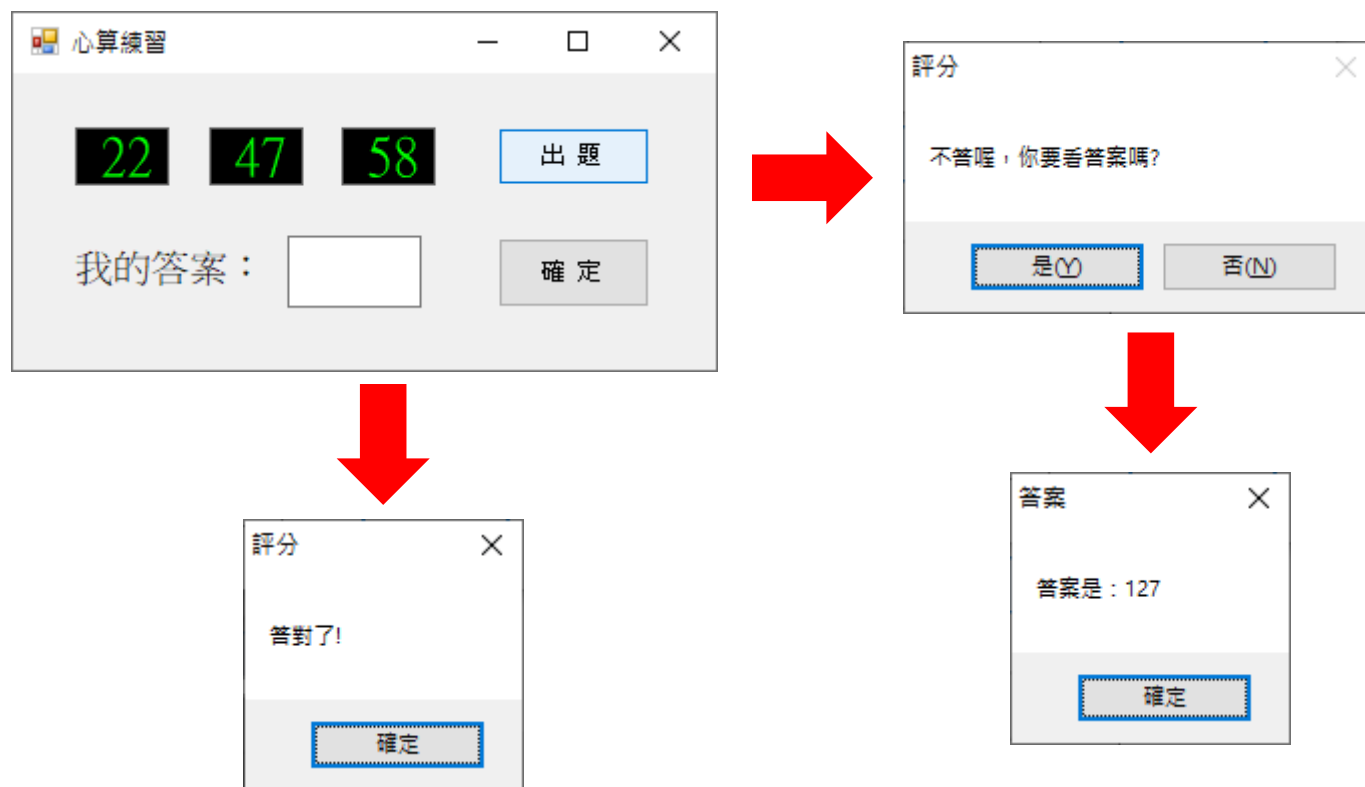 心算練習
22 47 58 出 題
我的答案： 確 定
評分
不答喔，你要看答案嗎?
是(Y) 否(N)
評分
答對了!
確定
答案
答案是：127
確定